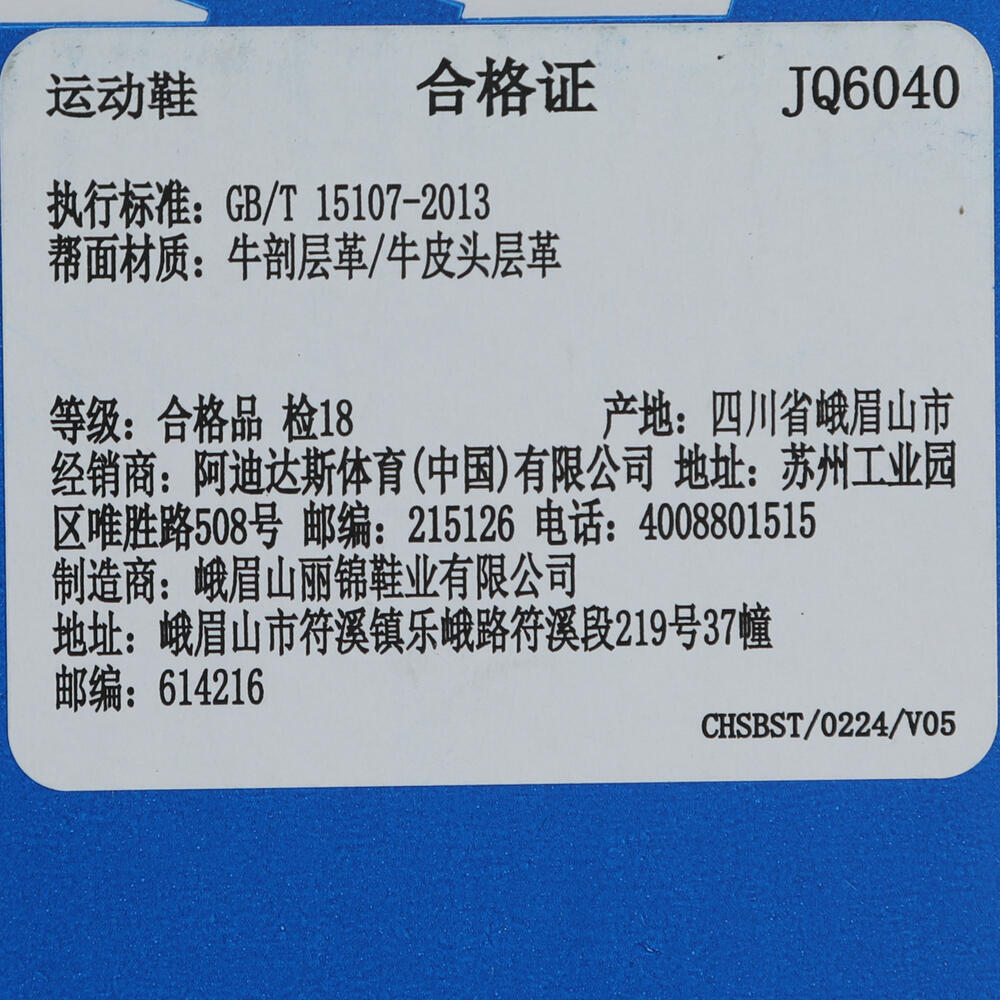 运动鞋 合格证 JQ6040
执行标准：GB/T 15107-2013
帮面材质：牛剖层革/牛皮头层革
等级：合格品 检18 产地：四川省峨眉山市
经销商：阿迪达斯体育(中国)有限公司 地址：苏州工业园
区唯胜路508号 邮编：215126 电话：4008801515
制造商：峨眉山丽锦鞋业有限公司
地址：峨眉山市符溪镇乐峨路符溪段219号37幢
邮编：614216
CHSBST/0224/V05